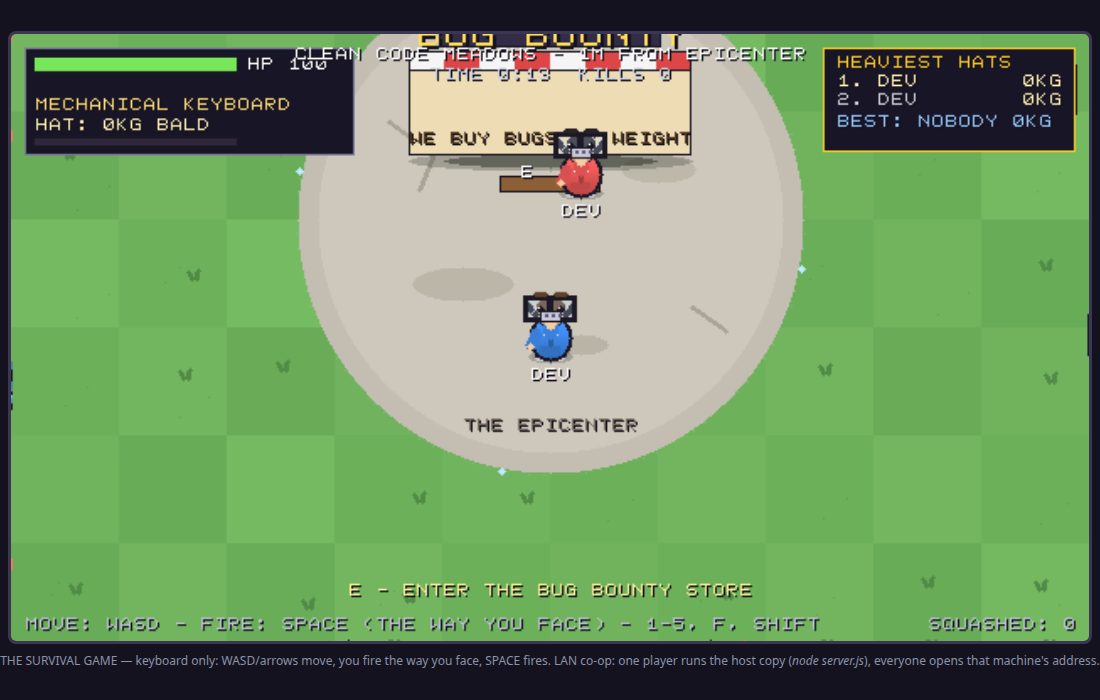 BUG BOUNTY
CLEAN CODE MEADOWS - 1M FROM EPICENTER
TIME 0:13 KILLS 0
HP 100
MECHANICAL KEYBOARD
HAT: 0KG BALD
HEAVIEST HATS
1. DEV 0KG
2. DEV 0KG
BEST: NOBODY 0KG
WE BUY BUGS WEIGHT
E
DEV
DEV
THE EPICENTER
E - ENTER THE BUG BOUNTY STORE
MOVE: WASD - FIRE: SPACE (THE WAY YOU FACE) - 1-5, F, SHIFT
SQUASHED: 0
THE SURVIVAL GAME — keyboard only: WASD/arrows move, you fire the way you face, SPACE fires. LAN co-op: one player runs the host copy (node server.js), everyone opens that machine's address.